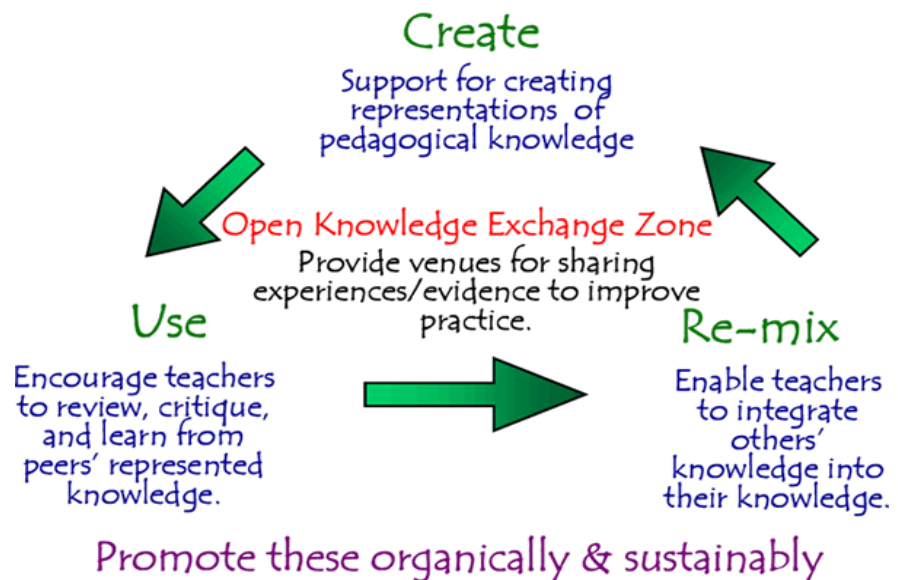 Create
Support for creating
representations of
pedagogical knowledge
Open Knowledge Exchange Zone
Provide venues for sharing
experiences/evidence to improve
practice.
Use
Encourage teachers
to review, critique,
and learn from
peers' represented
knowledge.
Re-mix
Enable teachers
to integrate
others'
knowledge into
their knowledge.
Promote these organically & sustainably